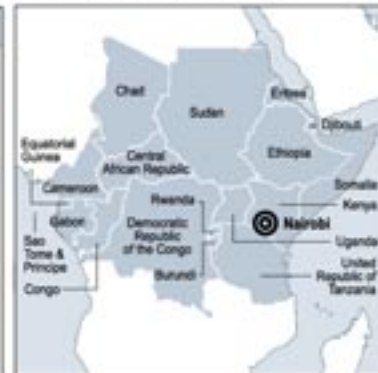 Chad
Sudan
Eritrea
Djibouti
Equatorial
Guinea
Central
African Republic
Ethiopia
Cameroon
Somalia
Rwanda
Kenya
Gabon
Democratic
Republic
of the Congo
Nairobi
Uganda
Sao
Tome &
Principe
Burundi
United
Republic of
Tanzania
Congo